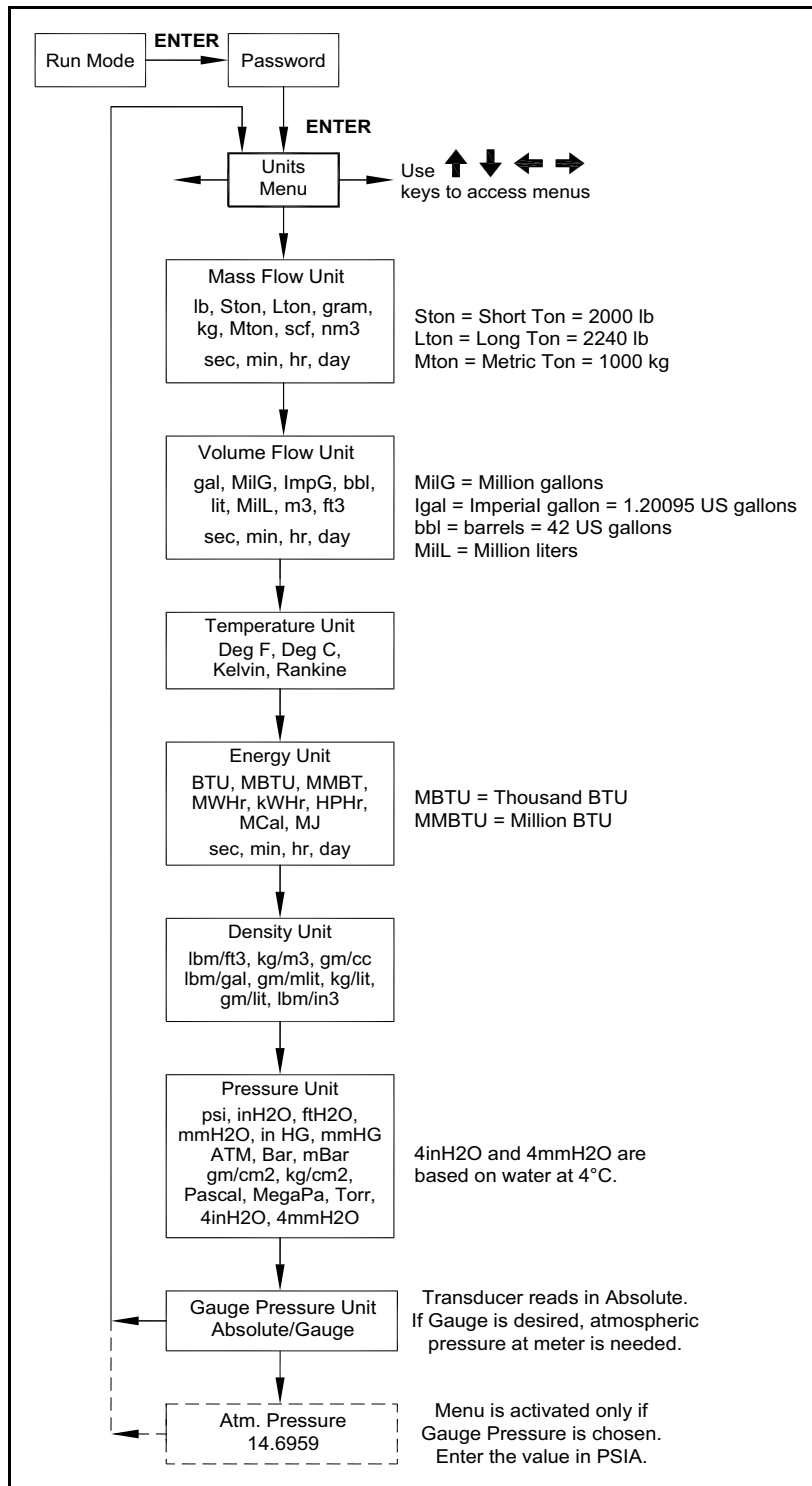 ENTER
Run Mode
Password
ENTER
Units
Menu
Use
keys to access menus
Mass Flow Unit
lb, Ston, Lton, gram,
kg, Mton, scf, nm3
sec, min, hr, day
Ston = Short Ton = 2000 lb
Lton = Long Ton = 2240 lb
Mton = Metric Ton = 1000 kg
Volume Flow Unit
gal, MilG, ImpG, bbl,
lit, MilL, m3, ft3
sec, min, hr, day
MilG = Million gallons
Igal = Imperial gallon = 1.20095 US gallons
bbl = barrels = 42 US gallons
MilL = Million liters
Temperature Unit
Deg F, Deg C,
Kelvin, Rankine
Energy Unit
BTU, MBTU, MMBT,
MWHr, kWHr, HPHr,
MCal, MJ
sec, min, hr, day
MBTU = Thousand BTU
MMBTU = Million BTU
Density Unit
lbm/ft3, kg/m3, gm/cc
lbm/gal, gm/mlit, kg/lit,
gm/lit, lbm/in3
Pressure Unit
psi, inH2O, ftH2O,
mmH2O, in HG, mmHG
ATM, Bar, mBar
gm/cm2, kg/cm2,
Pascal, MegaPa, Torr,
4inH2O, 4mmH2O
4inH2O and 4mmH2O are
based on water at 4°C.
Gauge Pressure Unit
Absolute/Gauge
Transducer reads in Absolute.
If Gauge is desired, atmospheric
pressure at meter is needed.
Atm. Pressure
14.6959
Menu is activated only if
Gauge Pressure is chosen.
Enter the value in PSIA.